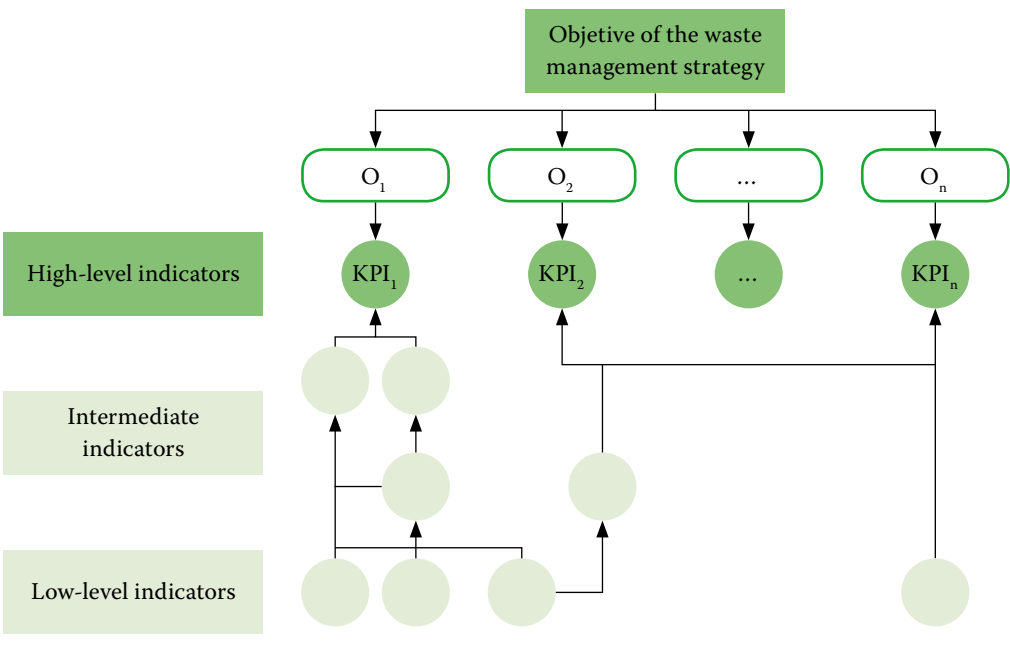 Objetive of the waste
management strategy
O₁
O₂
...
Oₙ
High-level indicators
KPI₁
KPI₂
...
KPIₙ
Intermediate
indicators
Low-level indicators